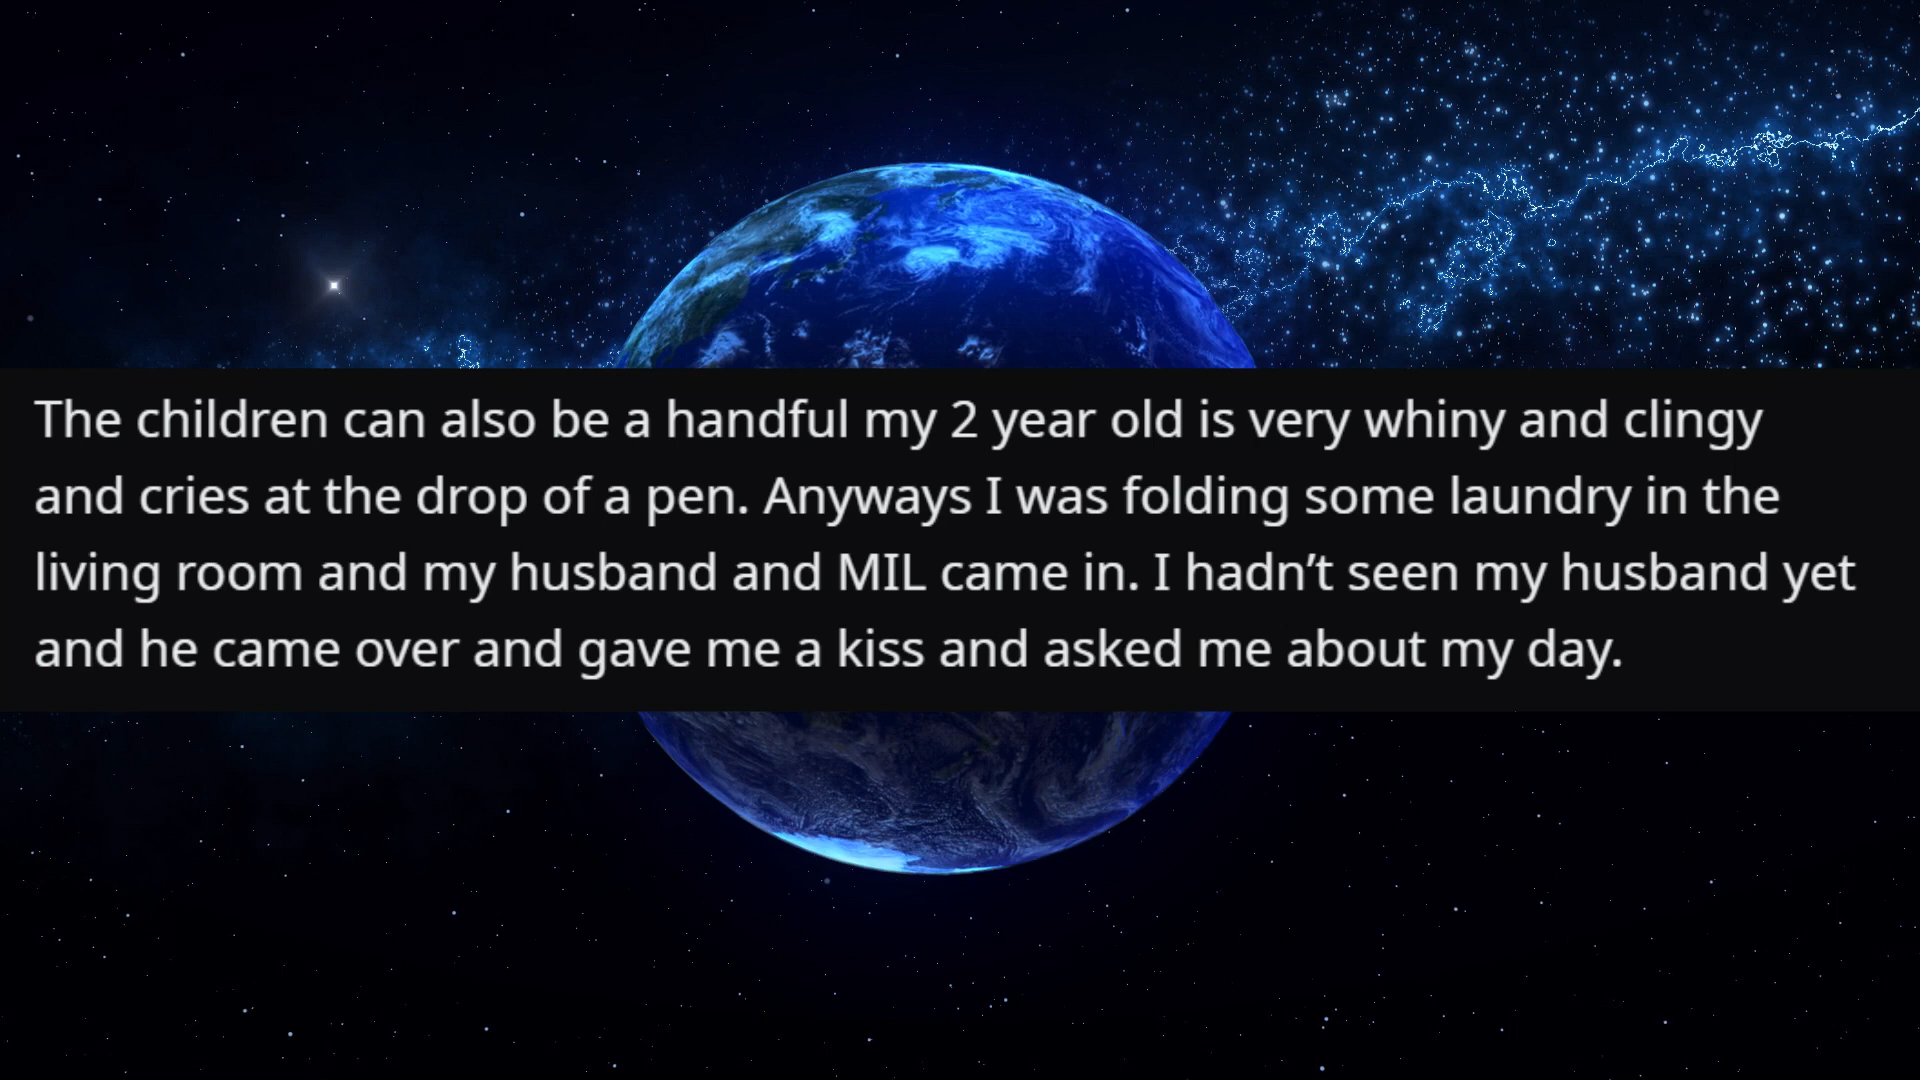 The children can also be a handful my 2 year old is very whiny and clingy
and cries at the drop of a pen. Anyways I was folding some laundry in the
living room and my husband and MIL came in. I hadn’t seen my husband yet
and he came over and gave me a kiss and asked me about my day.